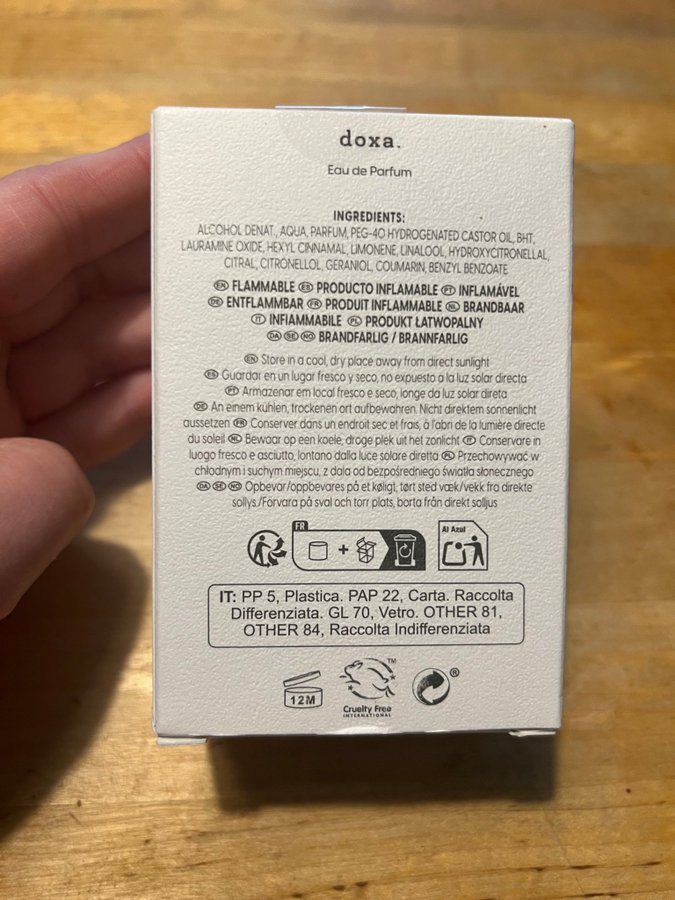 doxa.
Eau de Parfum
INGREDIENTS:
ALCOHOL DENAT., AQUA, PARFUM, PEG-40 HYDROGENATED CASTOR OIL, BHT,
LAURAMINE OXIDE, HEXYL CINNAMAL, LIMONENE, LINALOOL, HYDROXYCITRONELLAL,
CITRAL, CITRONELLOL, GERANIOL, COUMARIN, BENZYL BENZOATE
EN FLAMMABLE ES PRODUCTO INFLAMABLE PT INFLAMÁVEL
DE ENTFLAMMBAR FR PRODUIT INFLAMMABLE NL BRANDBAAR
IT INFIAMMABILE PL PRODUKT ŁATWOPALNY
DA SE NO BRANDFARLIG / BRANNFARLIG
EN Store in a cool, dry place away from direct sunlight
ES Guardar en un lugar fresco y seco, no expuesto a la luz solar directa
PT Armazenar em local fresco e seco, longe da luz solar direta
DE An einem kühlen, trockenen ort aufbewahren. Nicht direktem sonnenlicht
aussetzen FR Conserver dans un endroit sec et frais, à l'abri de la lumière directe
du soleil NL Bewaar op een koele, droge plek uit het zonlicht IT Conservare in
luogo fresco e asciutto, lontano dalla luce solare diretta PL Przechowywać w
chłodnym i suchym miejscu, z dala od bezpośredniego światła słonecznego
DA SE NO Opbevar/oppbevares på et køligt, tørt sted væk/vekk fra direkte
sollys./Förvara på sval och torr plats, borta från direkt solljus
FR
+
Al Azul
IT: PP 5, Plastica. PAP 22, Carta. Raccolta
Differenziata. GL 70, Vetro. OTHER 81,
OTHER 84, Raccolta Indifferenziata
12M
TM
Cruelty Free
INTERNATIONAL
®